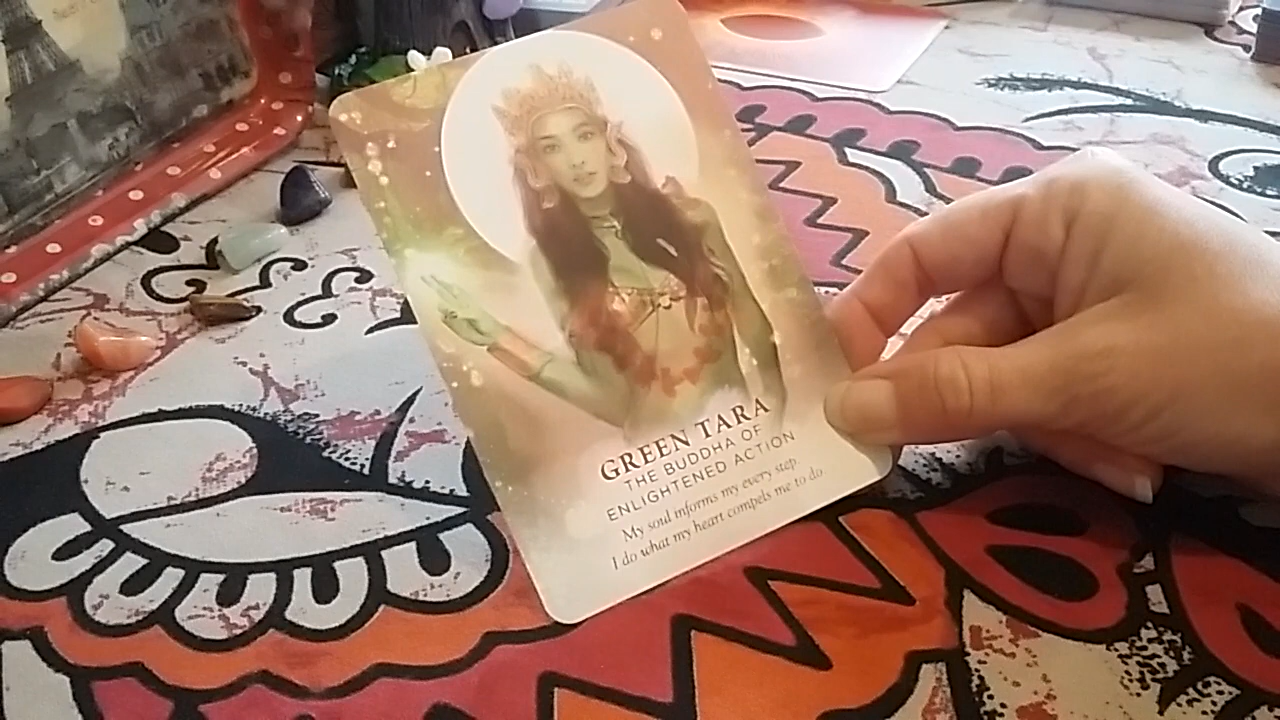 GREEN TARA
THE BUDDHA OF
ENLIGHTENED ACTION
My soul informs my every step.
I do what my heart compels me to do.